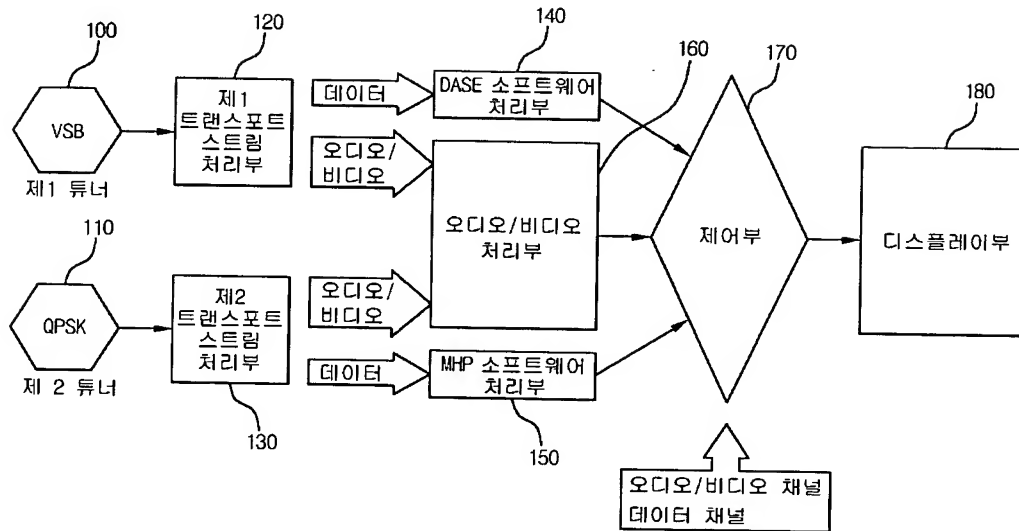 100
VSB
제1 튜너
120
제1
트랜스포트
스트림
처리부
데이터
오디오/
비디오
140
DASE 소프트웨어
처리부
160
오디오/비디오
처리부
170
제어부
180
디스플레이부
110
QPSK
제 2 튜너
제2
트랜스포트
스트림
처리부
130
오디오/
비디오
데이터
MHP 소프트웨어
처리부
150
오디오/비디오 채널
데이터 채널